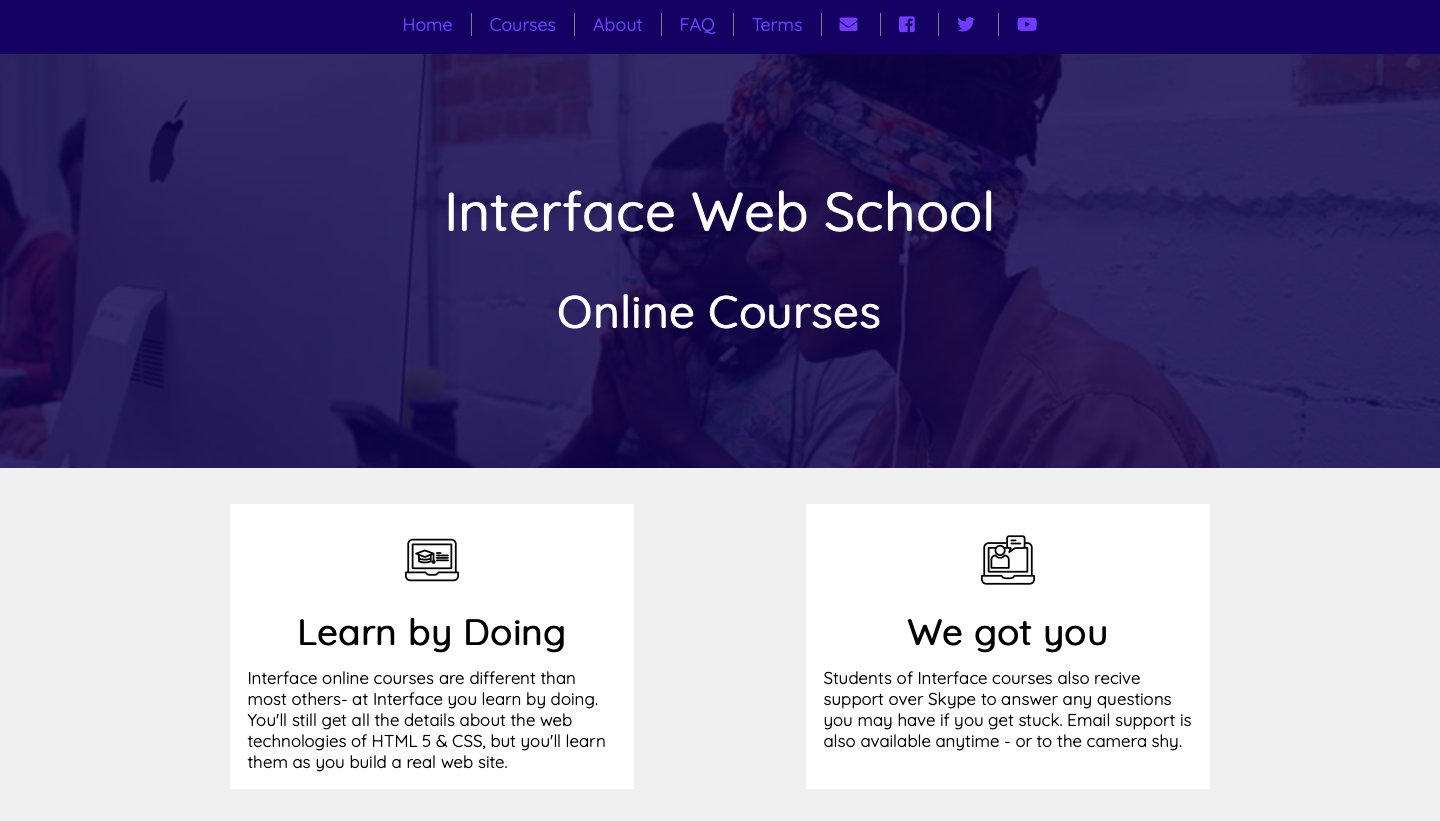 Home Courses About FAQ Terms
Interface Web School
Online Courses
Learn by Doing
Interface online courses are different than
most others- at Interface you learn by doing.
You'll still get all the details about the web
technologies of HTML 5 & CSS, but you'll learn
them as you build a real web site.
We got you
Students of Interface courses also recive
support over Skype to answer any questions
you may have if you get stuck. Email support is
also available anytime - or to the camera shy.